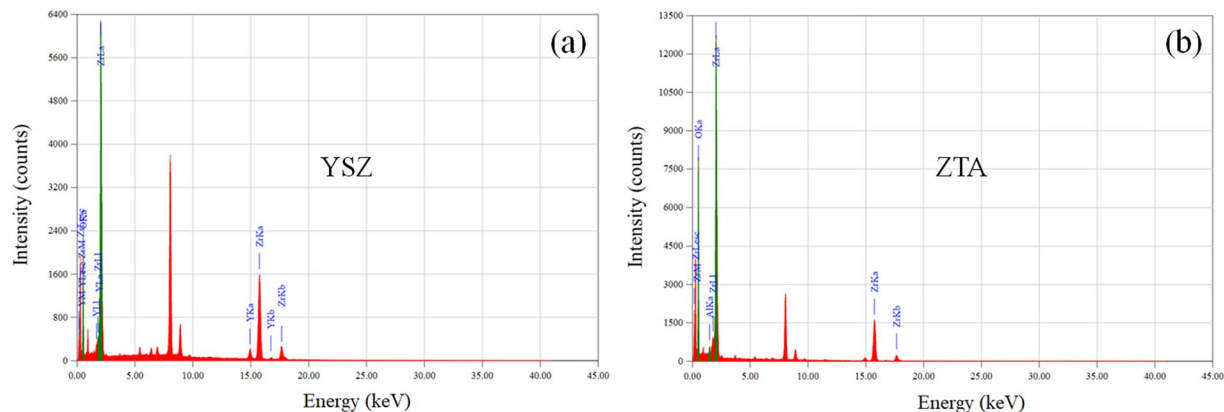 (a)
YSZ
Intensity (counts)
6400
5600
4800
4000
3200
2400
1600
800
0
0.00 5.00 10.00 15.00 20.00 25.00 30.00 35.00 40.00 45.00
Energy (keV)
ZrLa
OKa
YLl
YLa ZrLl
YKa
ZrKa
YKb
ZrKb
(b)
ZTA
Intensity (counts)
13500
12000
10500
9000
7500
6000
4500
3000
1500
0
0.00 5.00 10.00 15.00 20.00 25.00 30.00 35.00 40.00 45.00
Energy (keV)
ZrLa
OKa
ZrM ZrLesc
AlKa
ZrLl
ZrKa
ZrKb